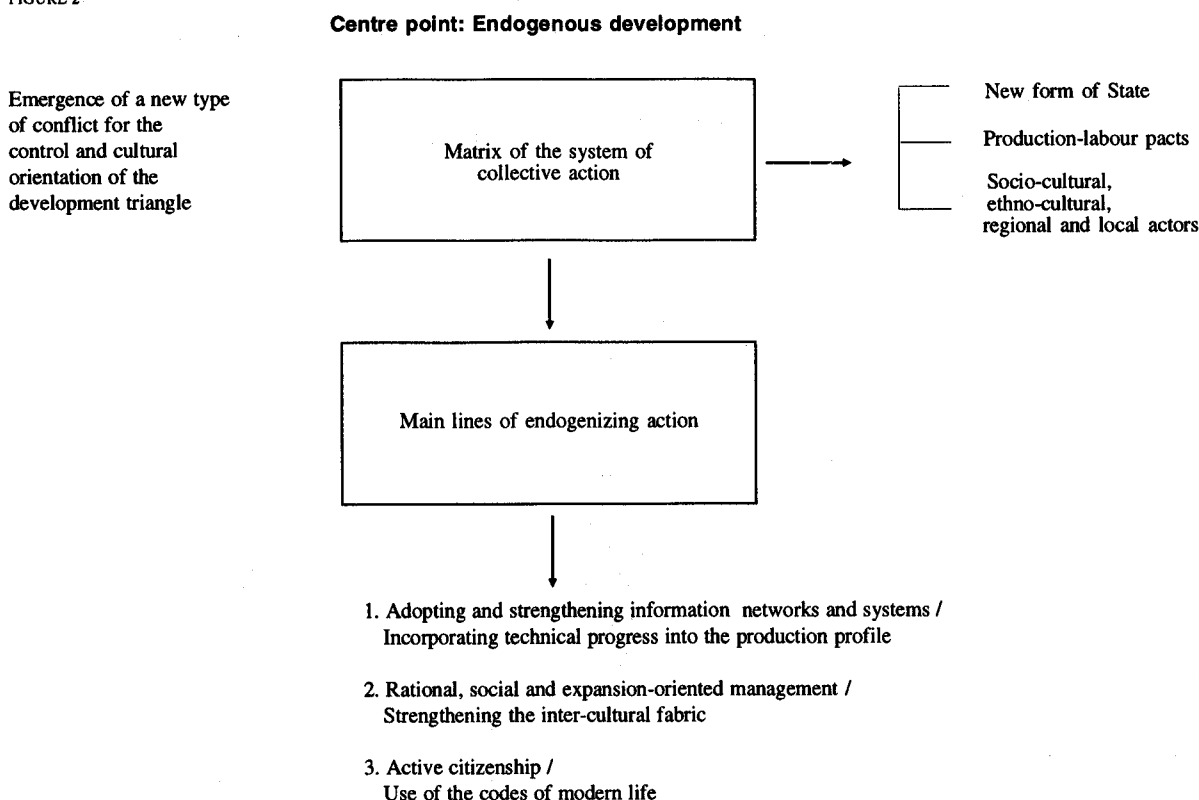 FIGURE 2
Centre point: Endogenous development
Emergence of a new type
of conflict for the
control and cultural
orientation of the
development triangle
Matrix of the system of
collective action
New form of State
Production-labour pacts
Socio-cultural,
ethno-cultural,
regional and local actors
Main lines of endogenizing action
1. Adopting and strengthening information networks and systems /
Incorporating technical progress into the production profile
2. Rational, social and expansion-oriented management /
Strengthening the inter-cultural fabric
3. Active citizenship /
Use of the codes of modern life